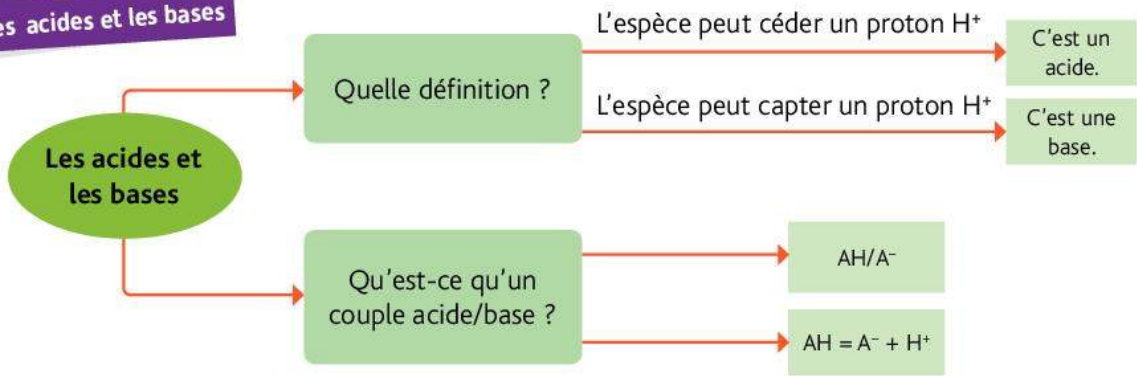 es acides et les bases
L'espèce peut céder un proton H⁺
C'est un
acide.
Quelle définition ?
L'espèce peut capter un proton H⁺
C'est une
base.
Les acides et
les bases
Qu'est-ce qu'un
couple acide/base ?
AH/A⁻
AH = A⁻ + H⁺